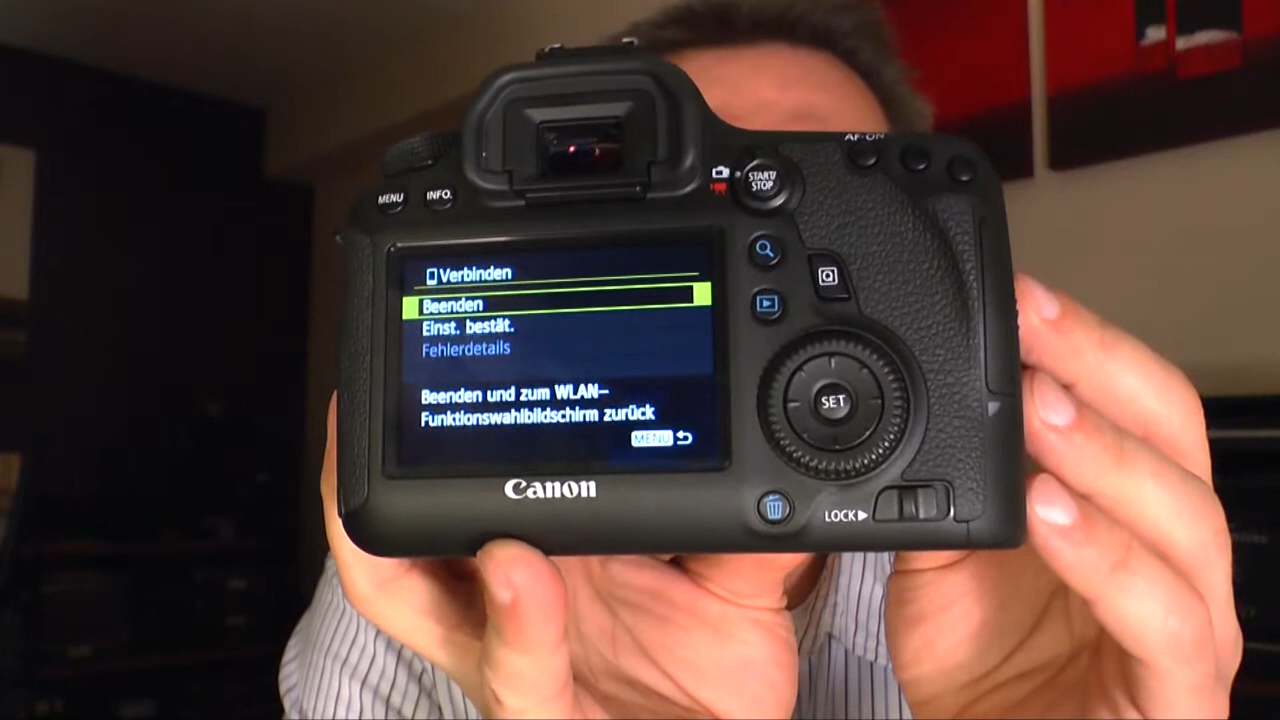 AF-ON
START/
STOP
MENU
INFO.
Verbinden
Beenden
Einst. bestät.
Fehlerdetails
Beenden und zum WLAN–
Funktionswahlbildschirm zurück
MENU
Q
SET
Canon
LOCK